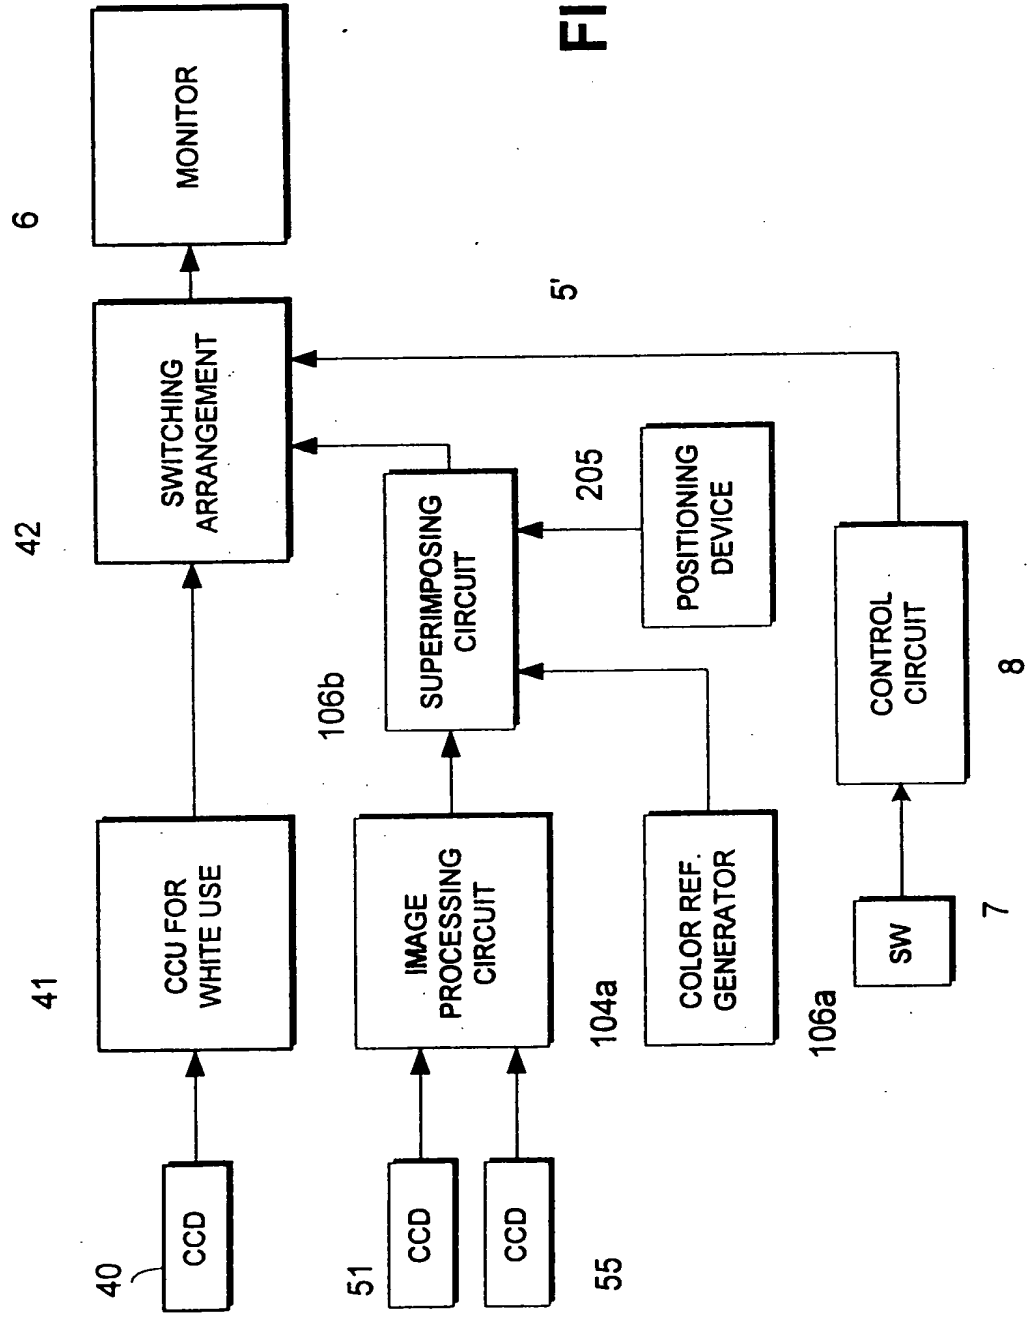 6
42
41
40
CCD
CCU FOR
WHITE USE
SWITCHING
ARRANGEMENT
MONITOR
106b
51
CCD
CCD
55
IMAGE
PROCESSING
CIRCUIT
SUPERIMPOSING
CIRCUIT
5'
FI
205
104a
COLOR REF.
GENERATOR
POSITIONING
DEVICE
106a
SW
7
CONTROL
CIRCUIT
8